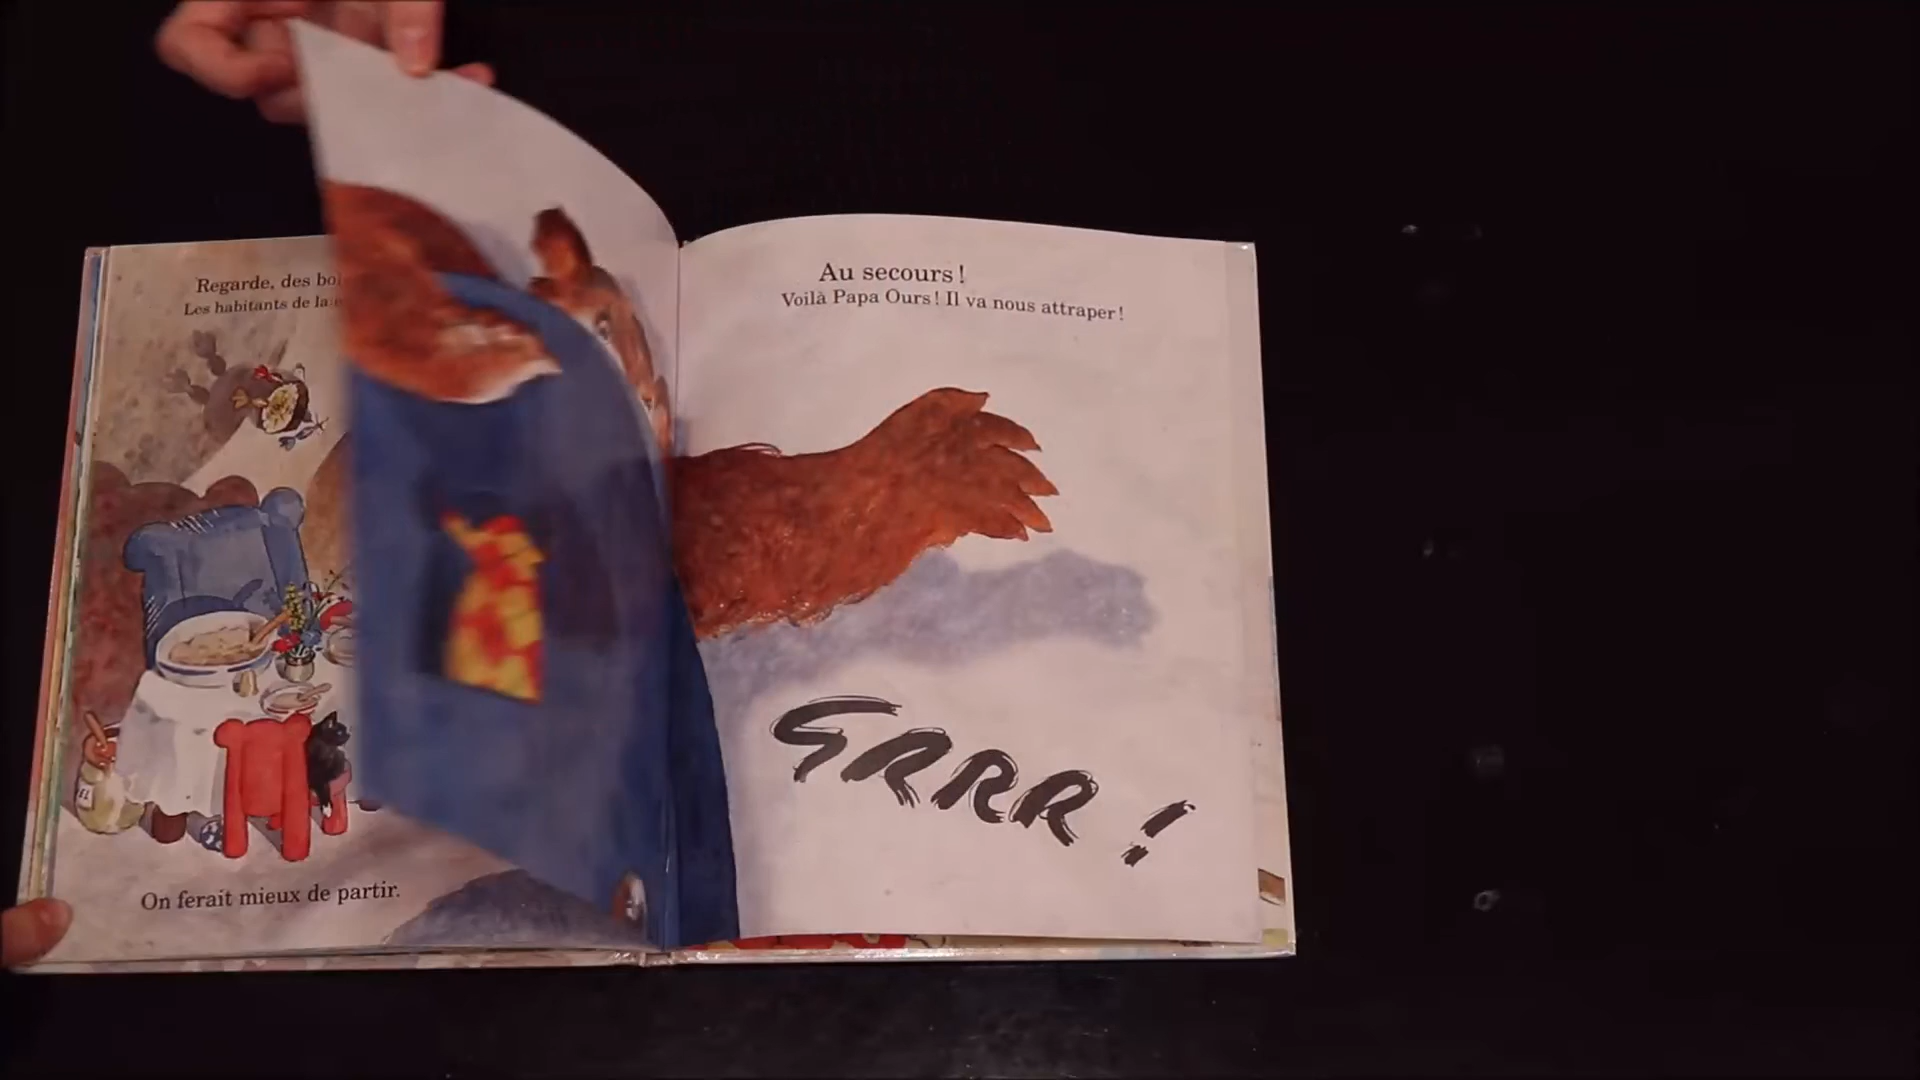 Regarde, des
Les habitants de la
On ferait mieux de partir.
Au secours !
Voilà Papa Ours ! Il va nous attraper !
GRRR !